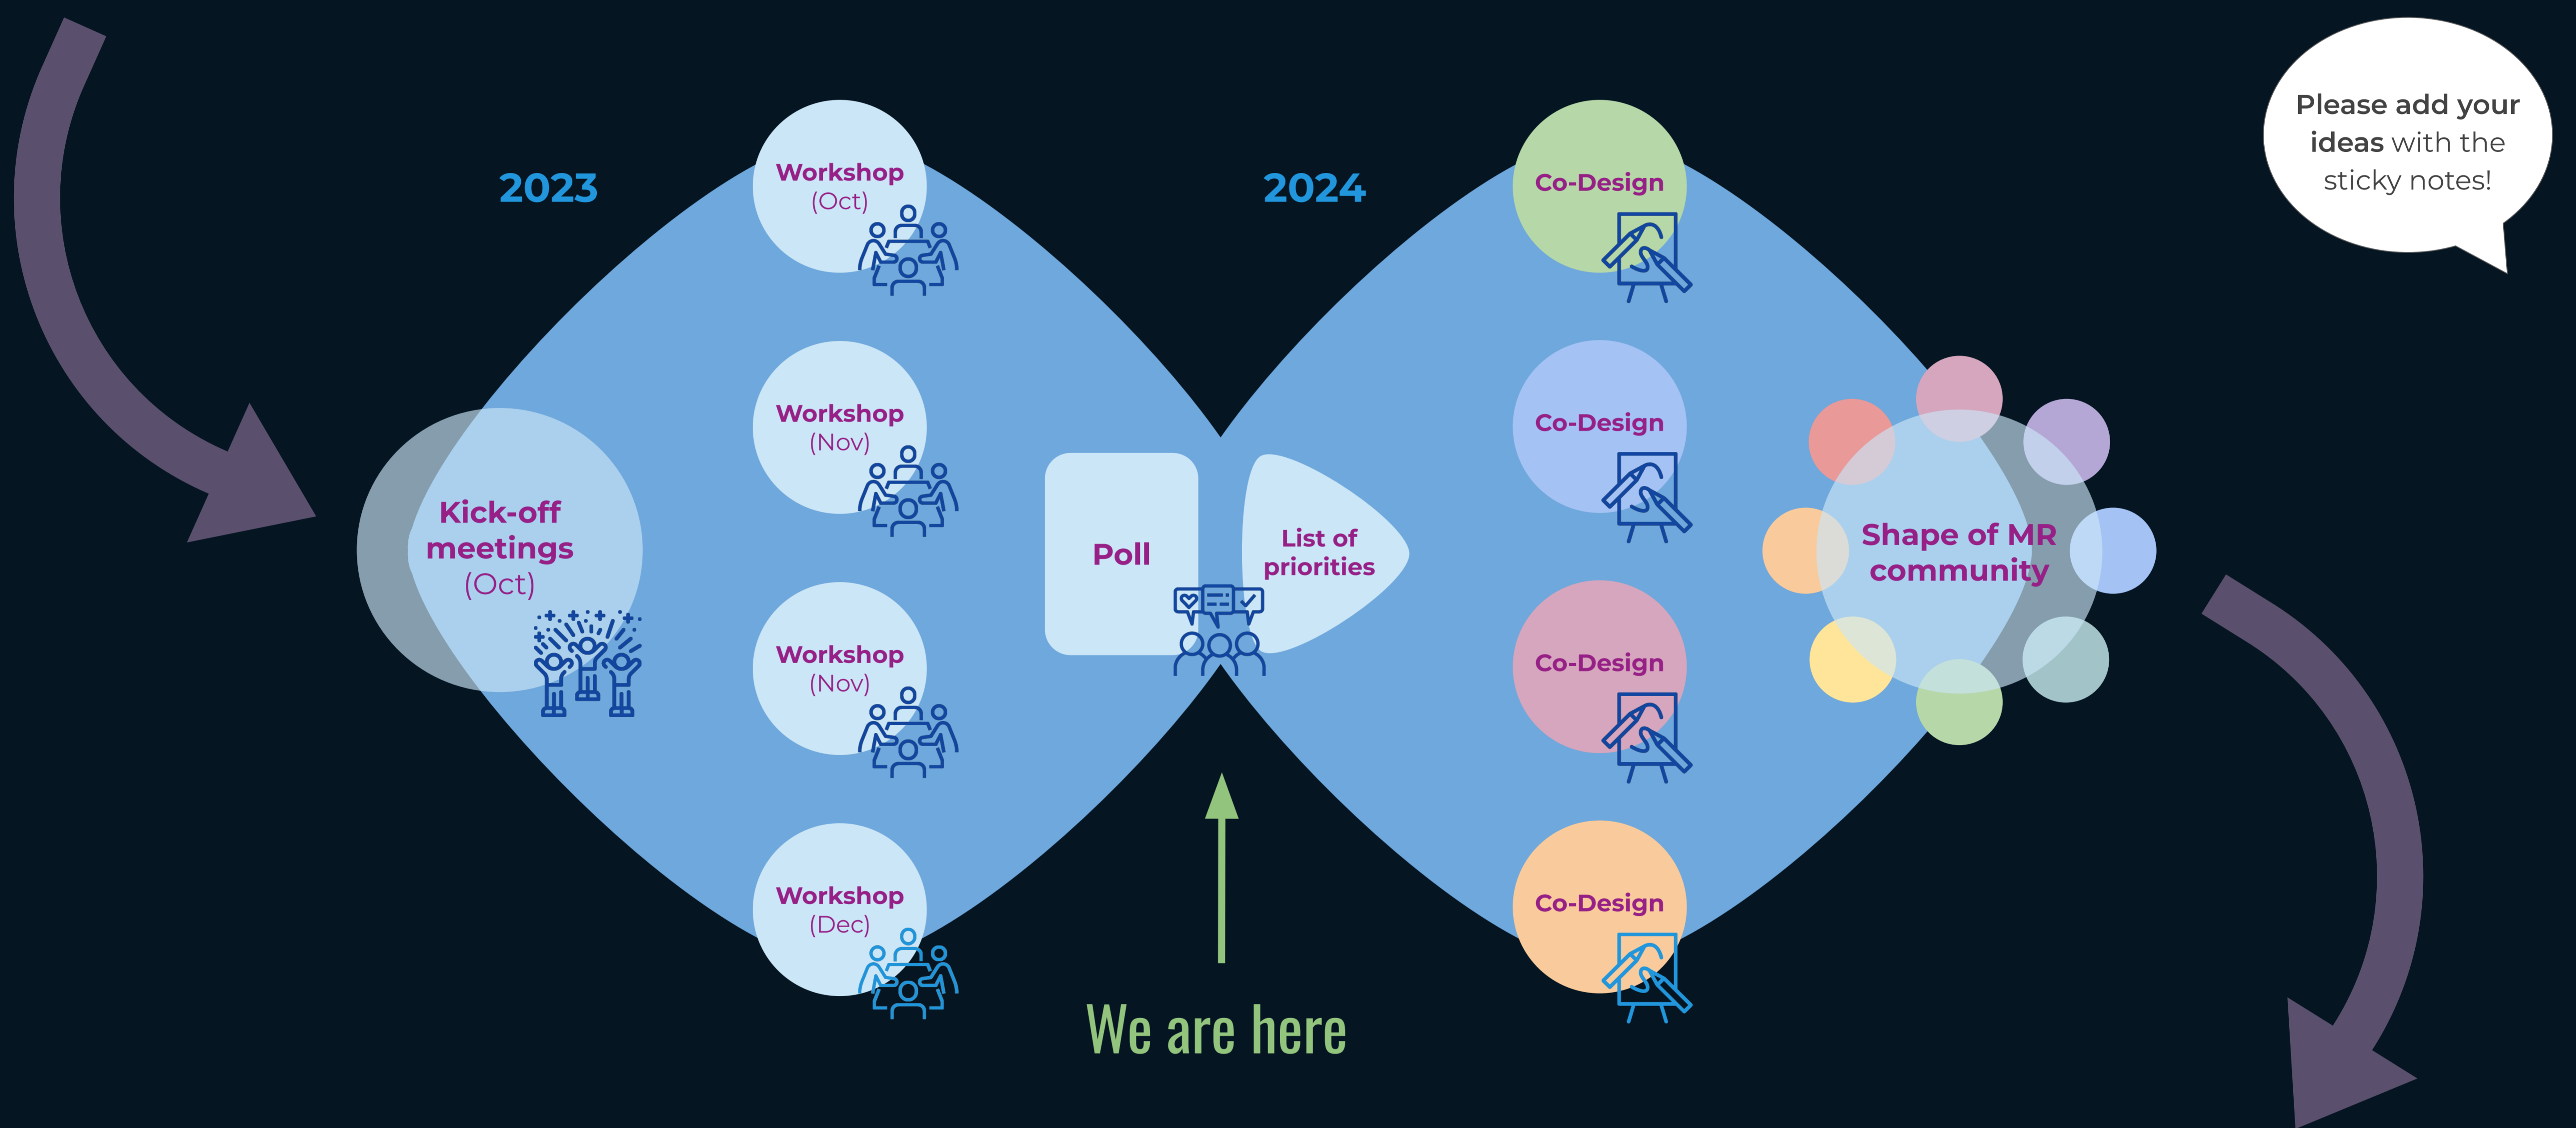 2023
Kick-off
meetings
(Oct)
Workshop
(Oct)
Workshop
(Nov)
Workshop
(Nov)
Workshop
(Dec)
Poll
We are here
2024
List of
priorities
Co-Design
Co-Design
Co-Design
Co-Design
Shape of MR
community
Please add your
ideas with the
sticky notes!